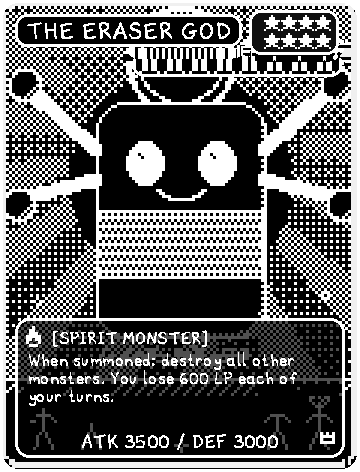 THE ERASER GOD
[SPIRIT MONSTER]
When summoned: destroy all other
monsters. You lose 600 LP each of
your turns.
ATK 3500 / DEF 3000